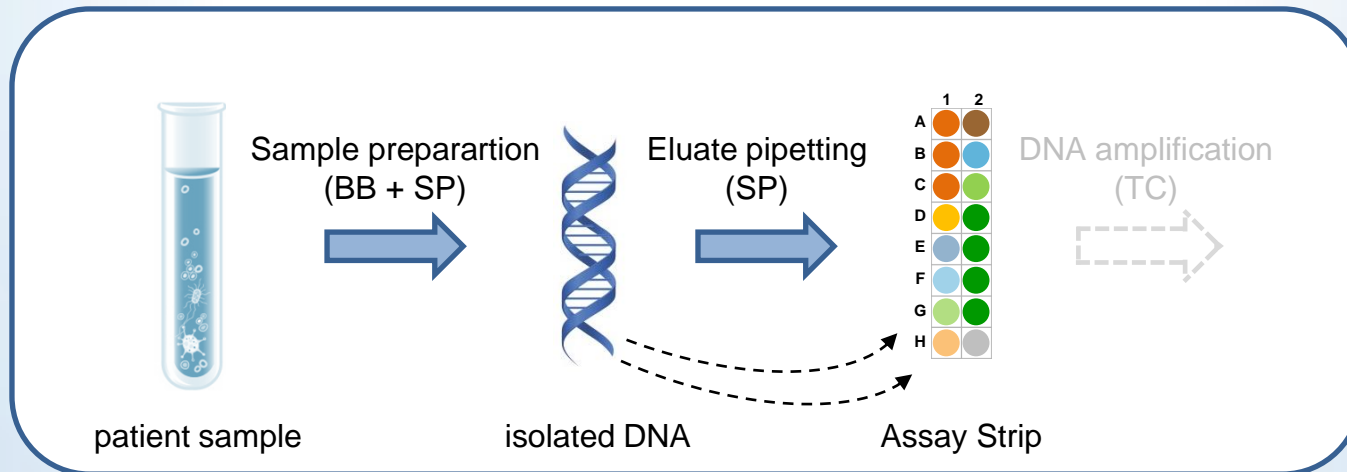 1 2
A
B
C
D
E
F
G
H
Sample preparartion
(BB + SP)
Eluate pipetting
(SP)
DNA amplification
(TC)
patient sample
isolated DNA
Assay Strip